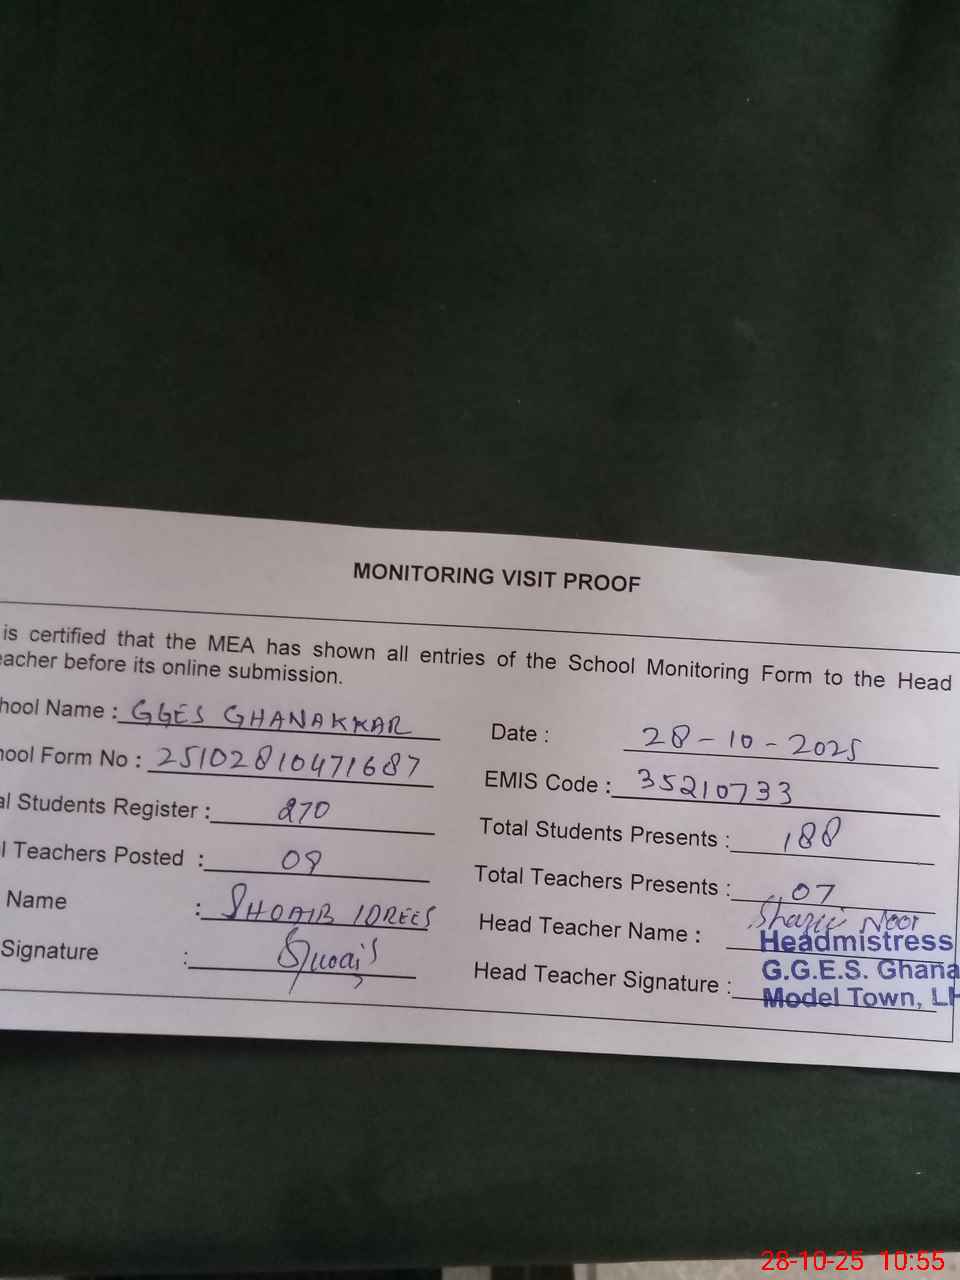 MONITORING VISIT PROOF
is certified that the MEA has shown all entries of the School Monitoring Form to the Head
eacher before its online submission.
hool Name : GGES GHANAKKAR
Date : 28-10-2025
hool Form No : 25102810471687
EMIS Code : 35210733
al Students Register : 270
Total Students Presents : 188
l Teachers Posted : 09
Total Teachers Presents : 07
Name : SHOAIB IDREES
Head Teacher Name : Noor
Signature : Shoaib
Headmistress
Head Teacher Signature :
G.G.E.S. Ghana
Model Town, LH
28-10-25 10:55